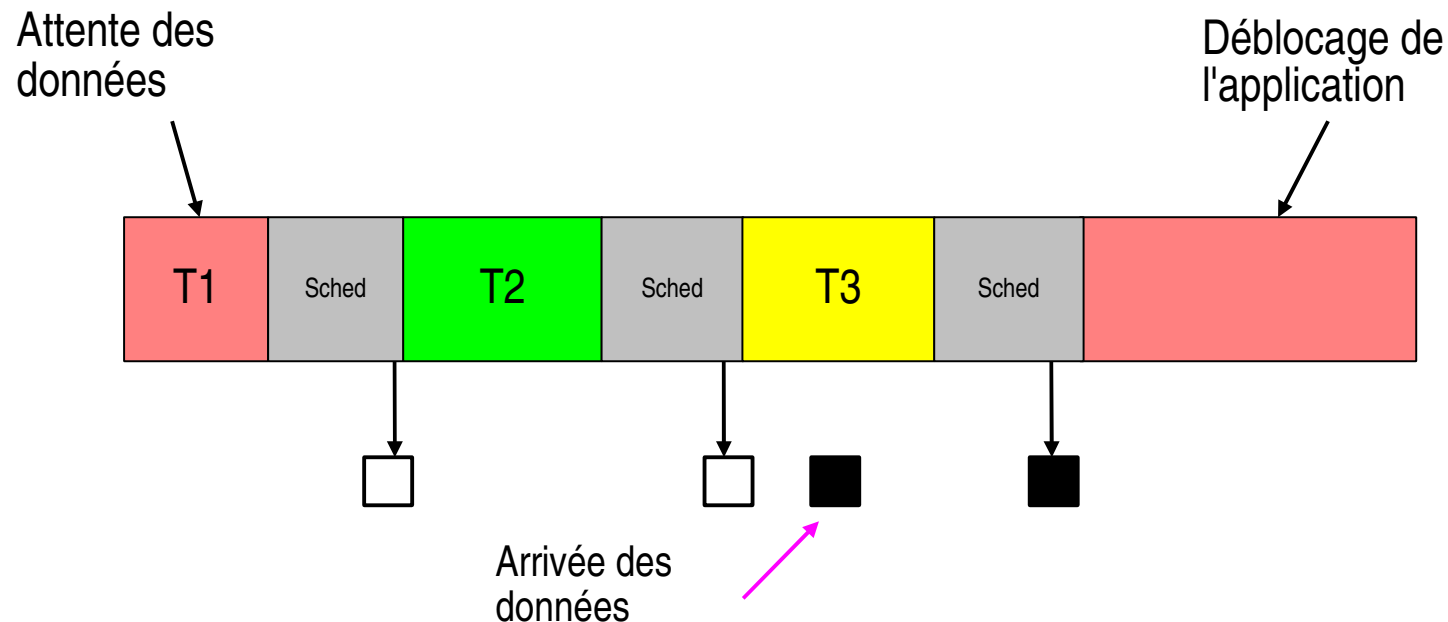 Attente des
données
Déblocage de
l'application
T1
Sched
T2
Sched
T3
Sched
Arrivée des
données